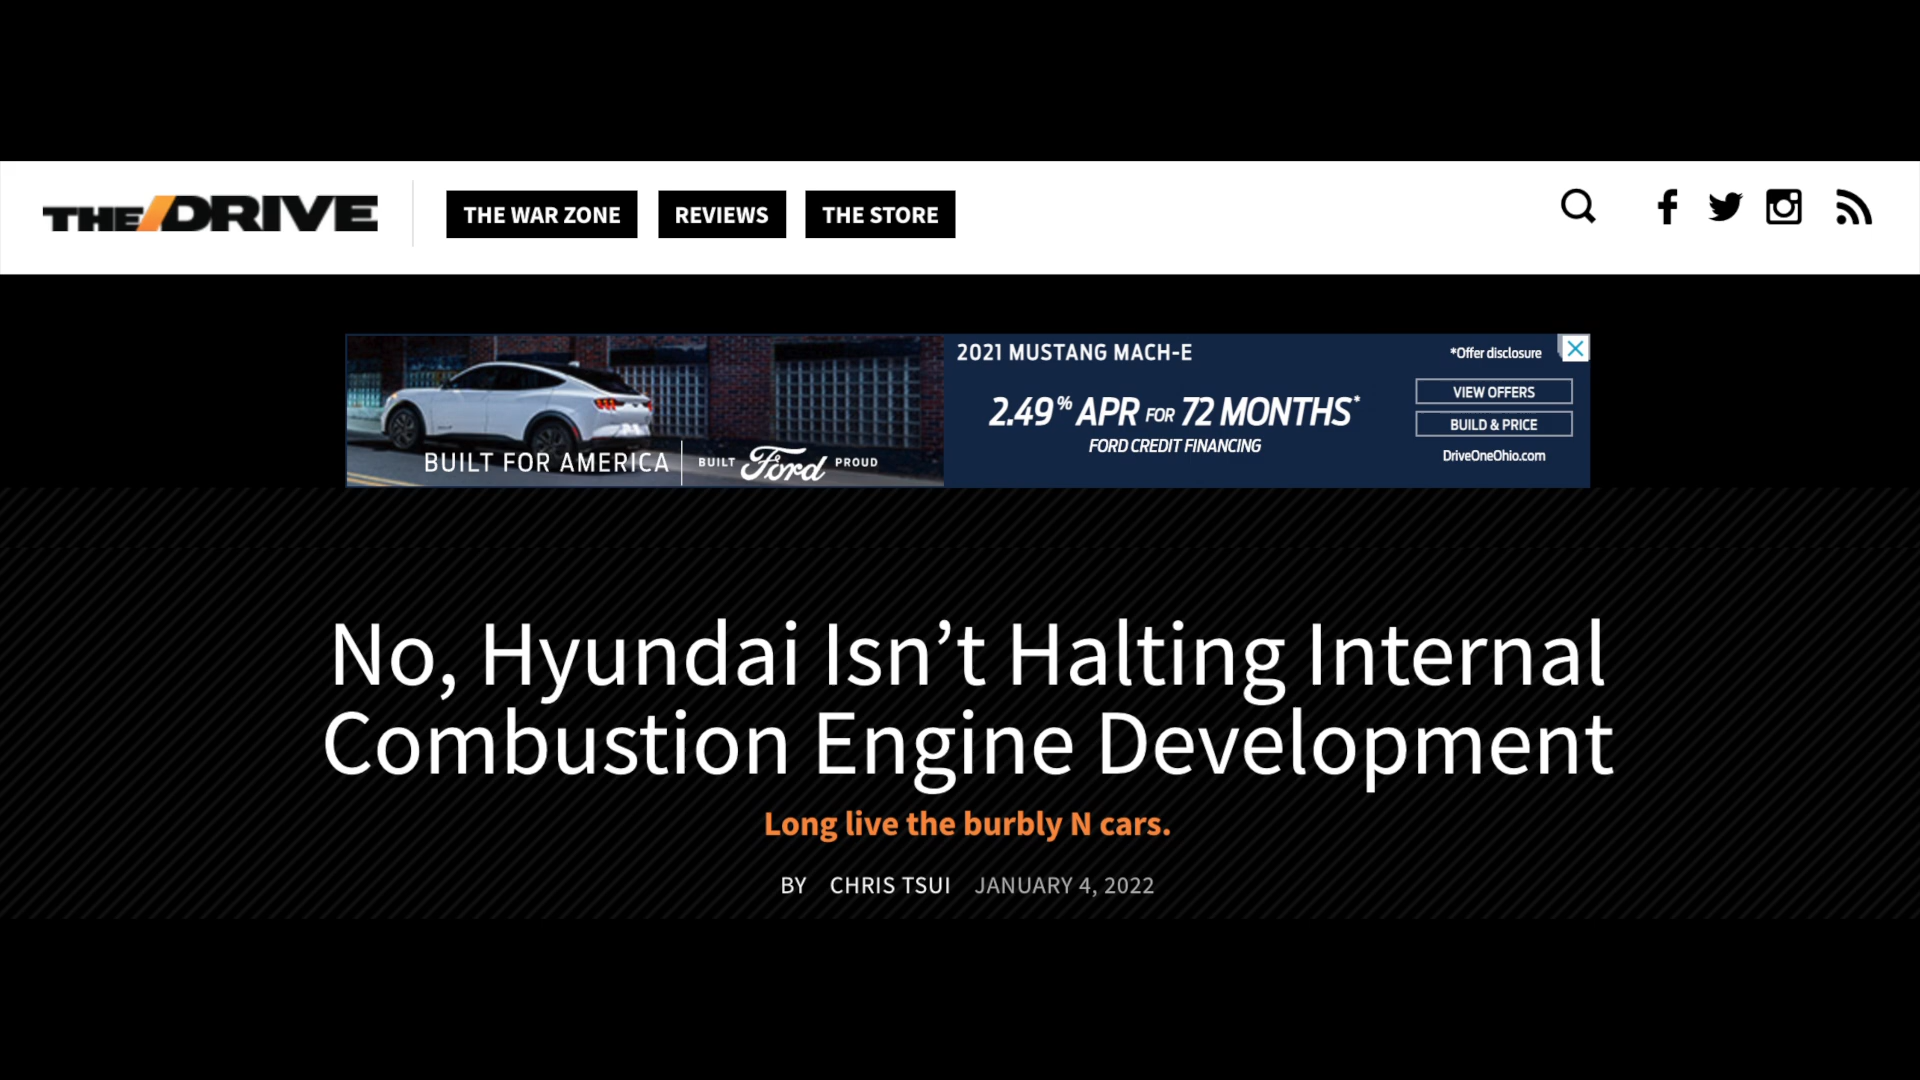 THE DRIVE
THE WAR ZONE
REVIEWS
THE STORE
2021 MUSTANG MACH-E
*Offer disclosure
2.49% APR FOR 72 MONTHS*
FORD CREDIT FINANCING
VIEW OFFERS
BUILD & PRICE
DriveOneOhio.com
BUILT FOR AMERICA
BUILT Ford PROUD
No, Hyundai Isn’t Halting Internal
Combustion Engine Development
Long live the burbly N cars.
BY CHRIS TSUI JANUARY 4, 2022